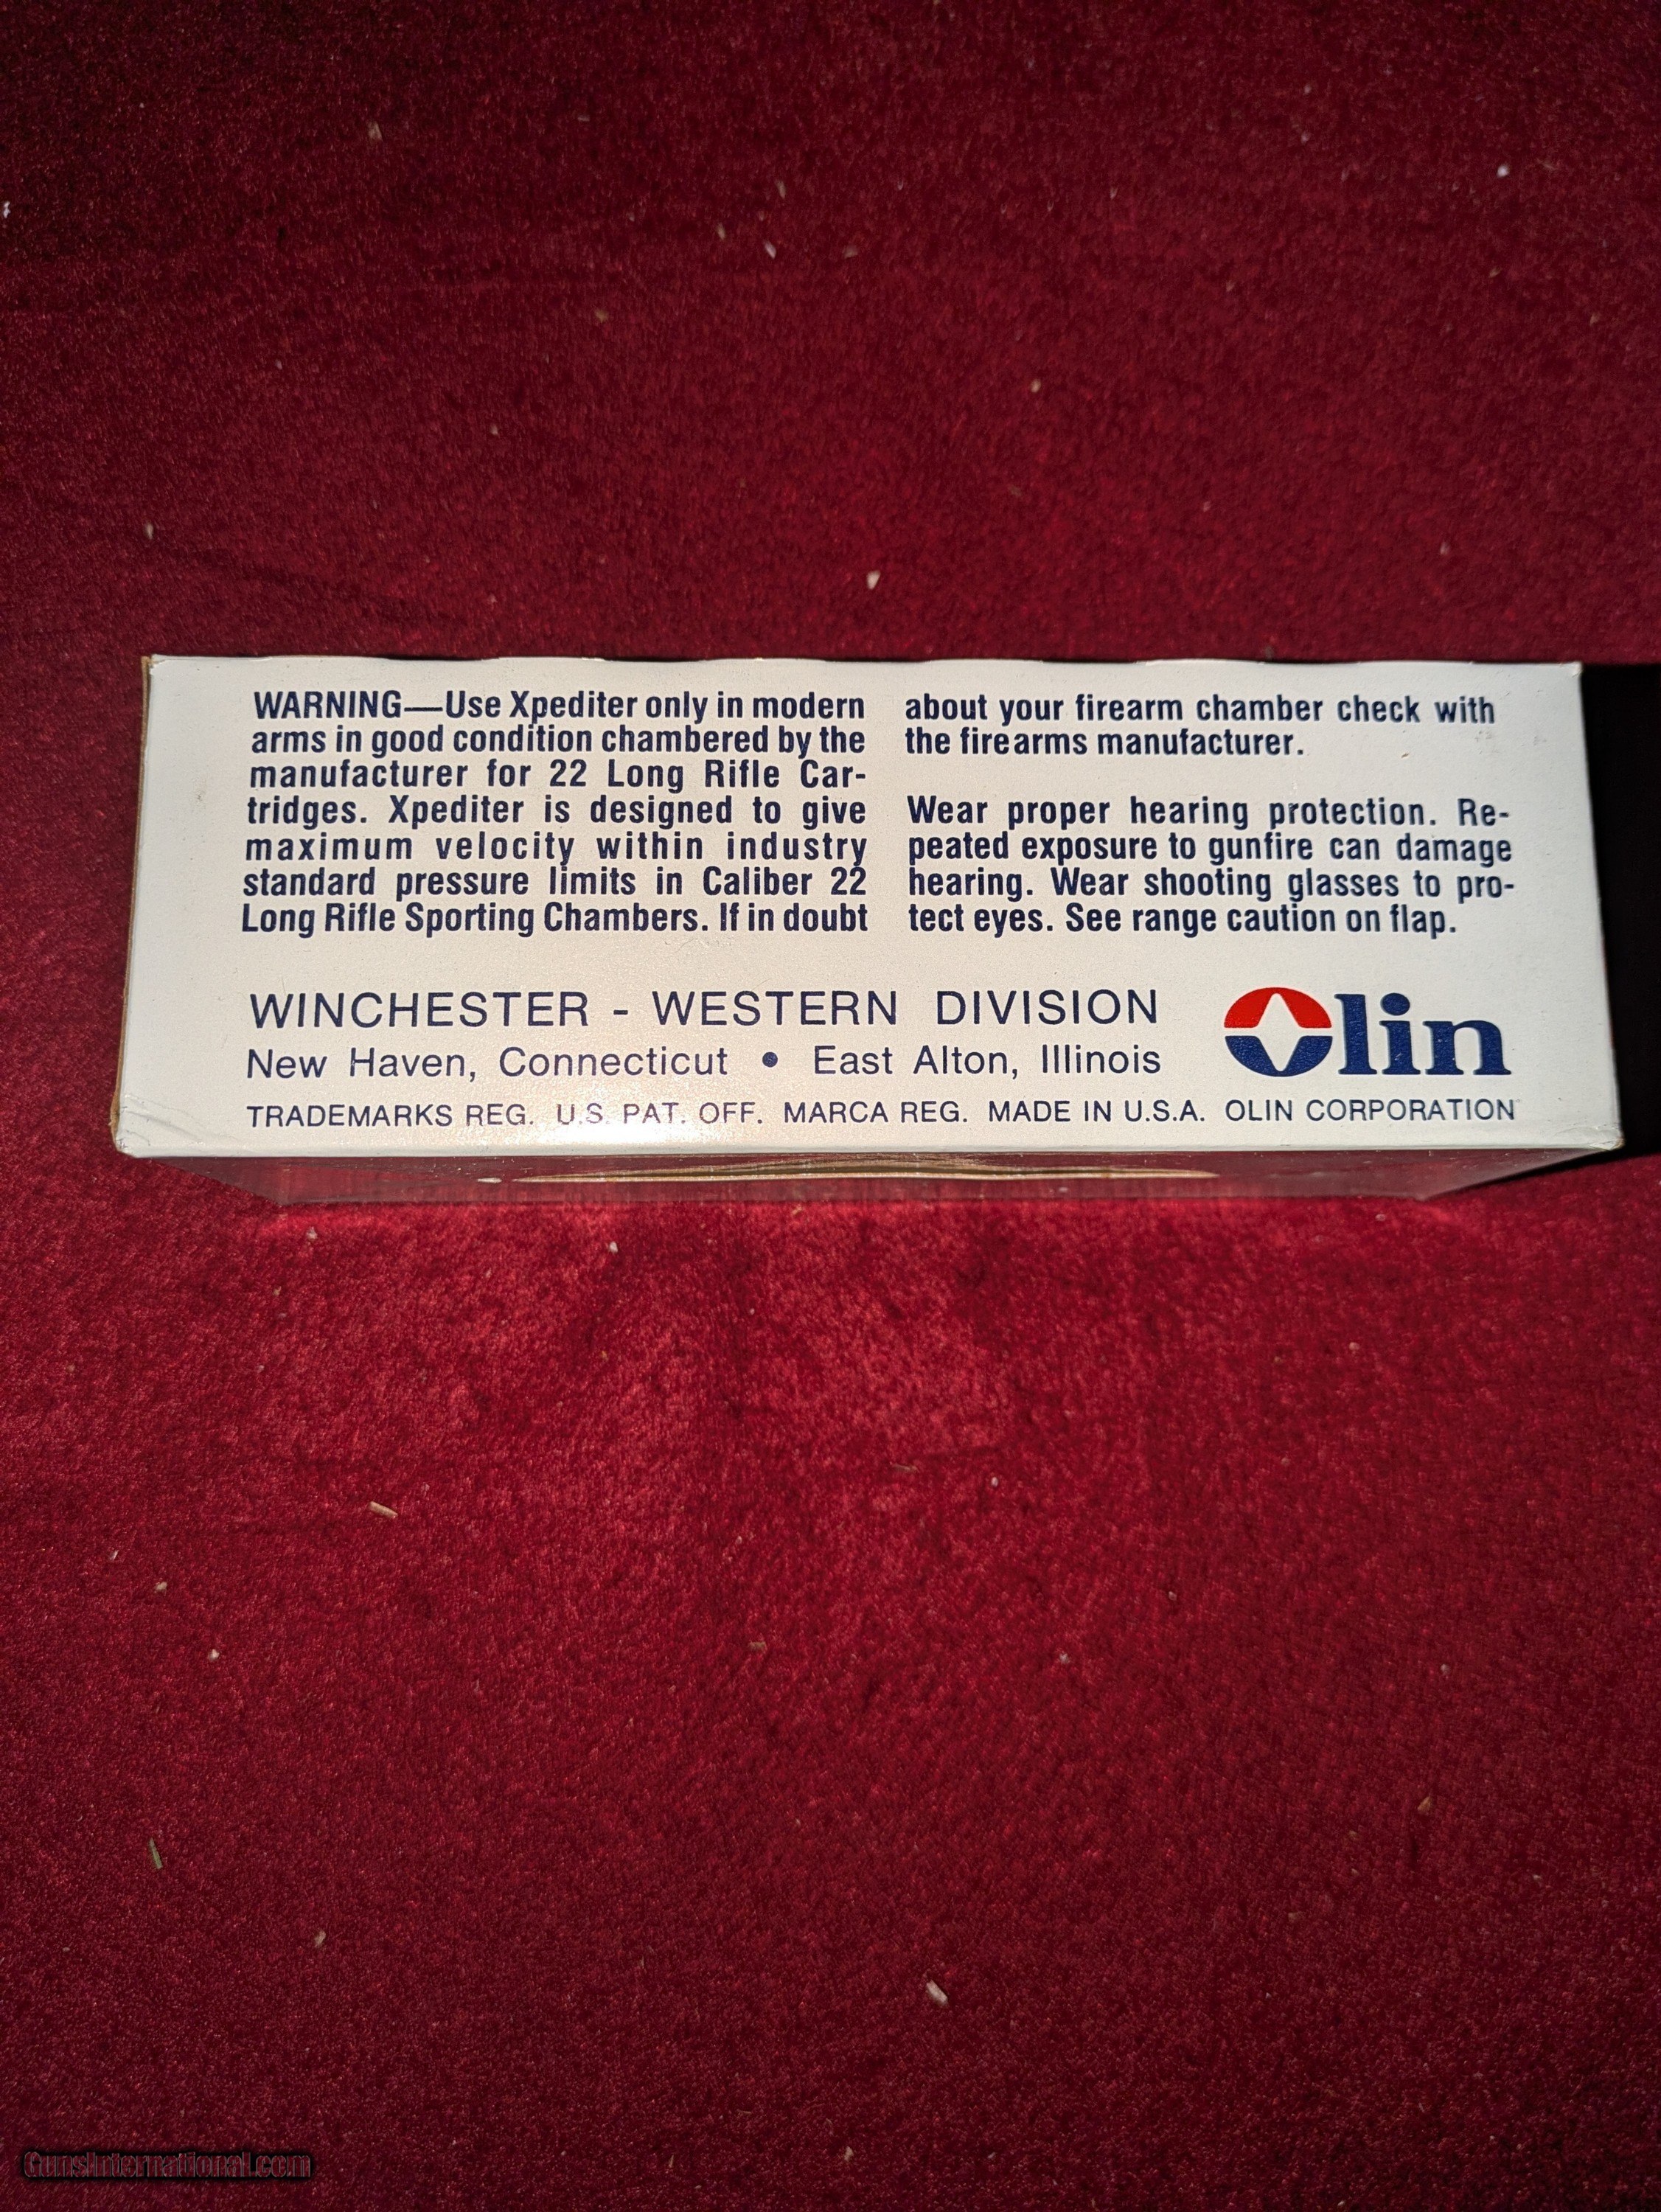 WARNING—Use Xpediter only in modern
arms in good condition chambered by the
manufacturer for 22 Long Rifle Car-
tridges. Xpediter is designed to give
maximum velocity within industry
standard pressure limits in Caliber 22
Long Rifle Sporting Chambers. If in doubt
about your firearm chamber check with
the firearms manufacturer.
Wear proper hearing protection. Re-
peated exposure to gunfire can damage
hearing. Wear shooting glasses to pro-
tect eyes. See range caution on flap.
WINCHESTER - WESTERN DIVISION
New Haven, Connecticut • East Alton, Illinois
Olin
TRADEMARKS REG. U.S. PAT. OFF. MARCA REG. MADE IN U.S.A. OLIN CORPORATION
GunsInternational.com